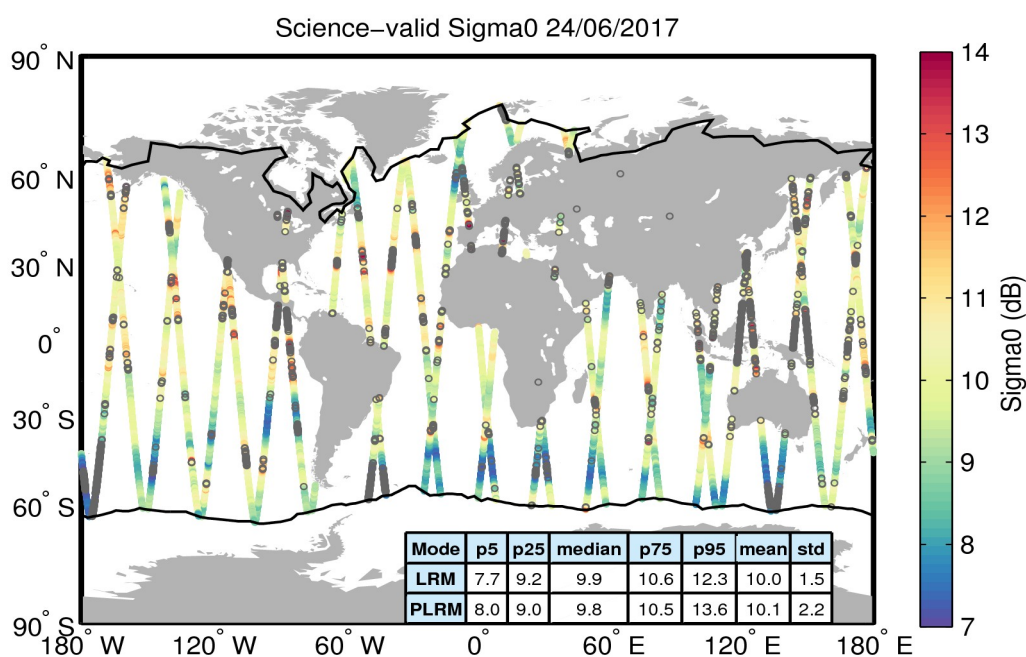 Science−valid Sigma0 24/06/2017
90° N
60° N
30° N
0°
30° S
60° S
90° S
180° W
120° W
60° W
0°
60° E
120° E
180° E
14
13
12
11
10
9
8
7
Sigma0 (dB)
Mode p5 p25 median p75 p95 mean std
LRM 7.7 9.2 9.9 10.6 12.3 10.0 1.5
PLRM 8.0 9.0 9.8 10.5 13.6 10.1 2.2